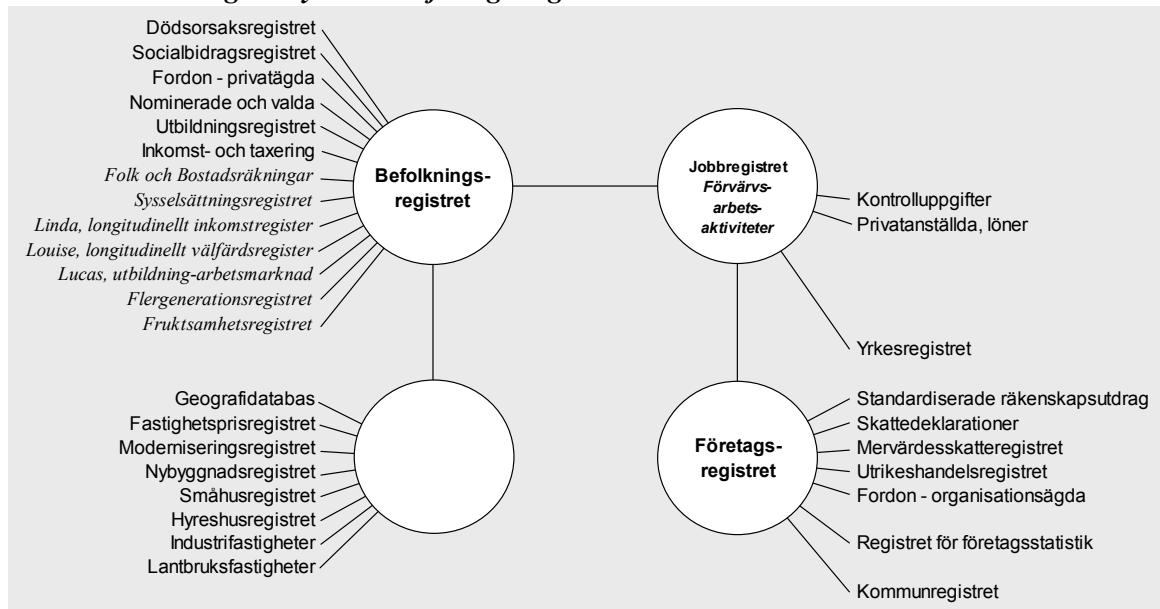 Dödsorsaksregistret
Socialbidragsregistret
Fordon - privatägda
Nominerade och valda
Utbildningsregistret
Inkomst- och taxering
Folk och Bostadsräkningar
Sysselsättningsregistret
Linda, longitudinellt inkomstregister
Louise, longitudinellt välfärdsregister
Lucas, utbildning-arbetsmarknad
Flergenerationsregistret
Fruktsamhetsregistret
Befolknings-
registret
Jobbregistret
Förvärvs-
arbets-
aktiviteter
Kontrolluppgifter
Privatanställda, löner
Yrkesregistret
Geografidatabas
Fastighetsprisregistret
Moderniseringsregistret
Nybyggnadsregistret
Småhusregistret
Hyreshusregistret
Industrifastigheter
Lantbruksfastigheter
Företags-
registret
Standardiserade räkenskapsutdrag
Skattedeklarationer
Mervärdesskatteregistret
Utrikeshandelsregistret
Fordon - organisationsägda
Registret för företagsstatistik
Kommunregistret